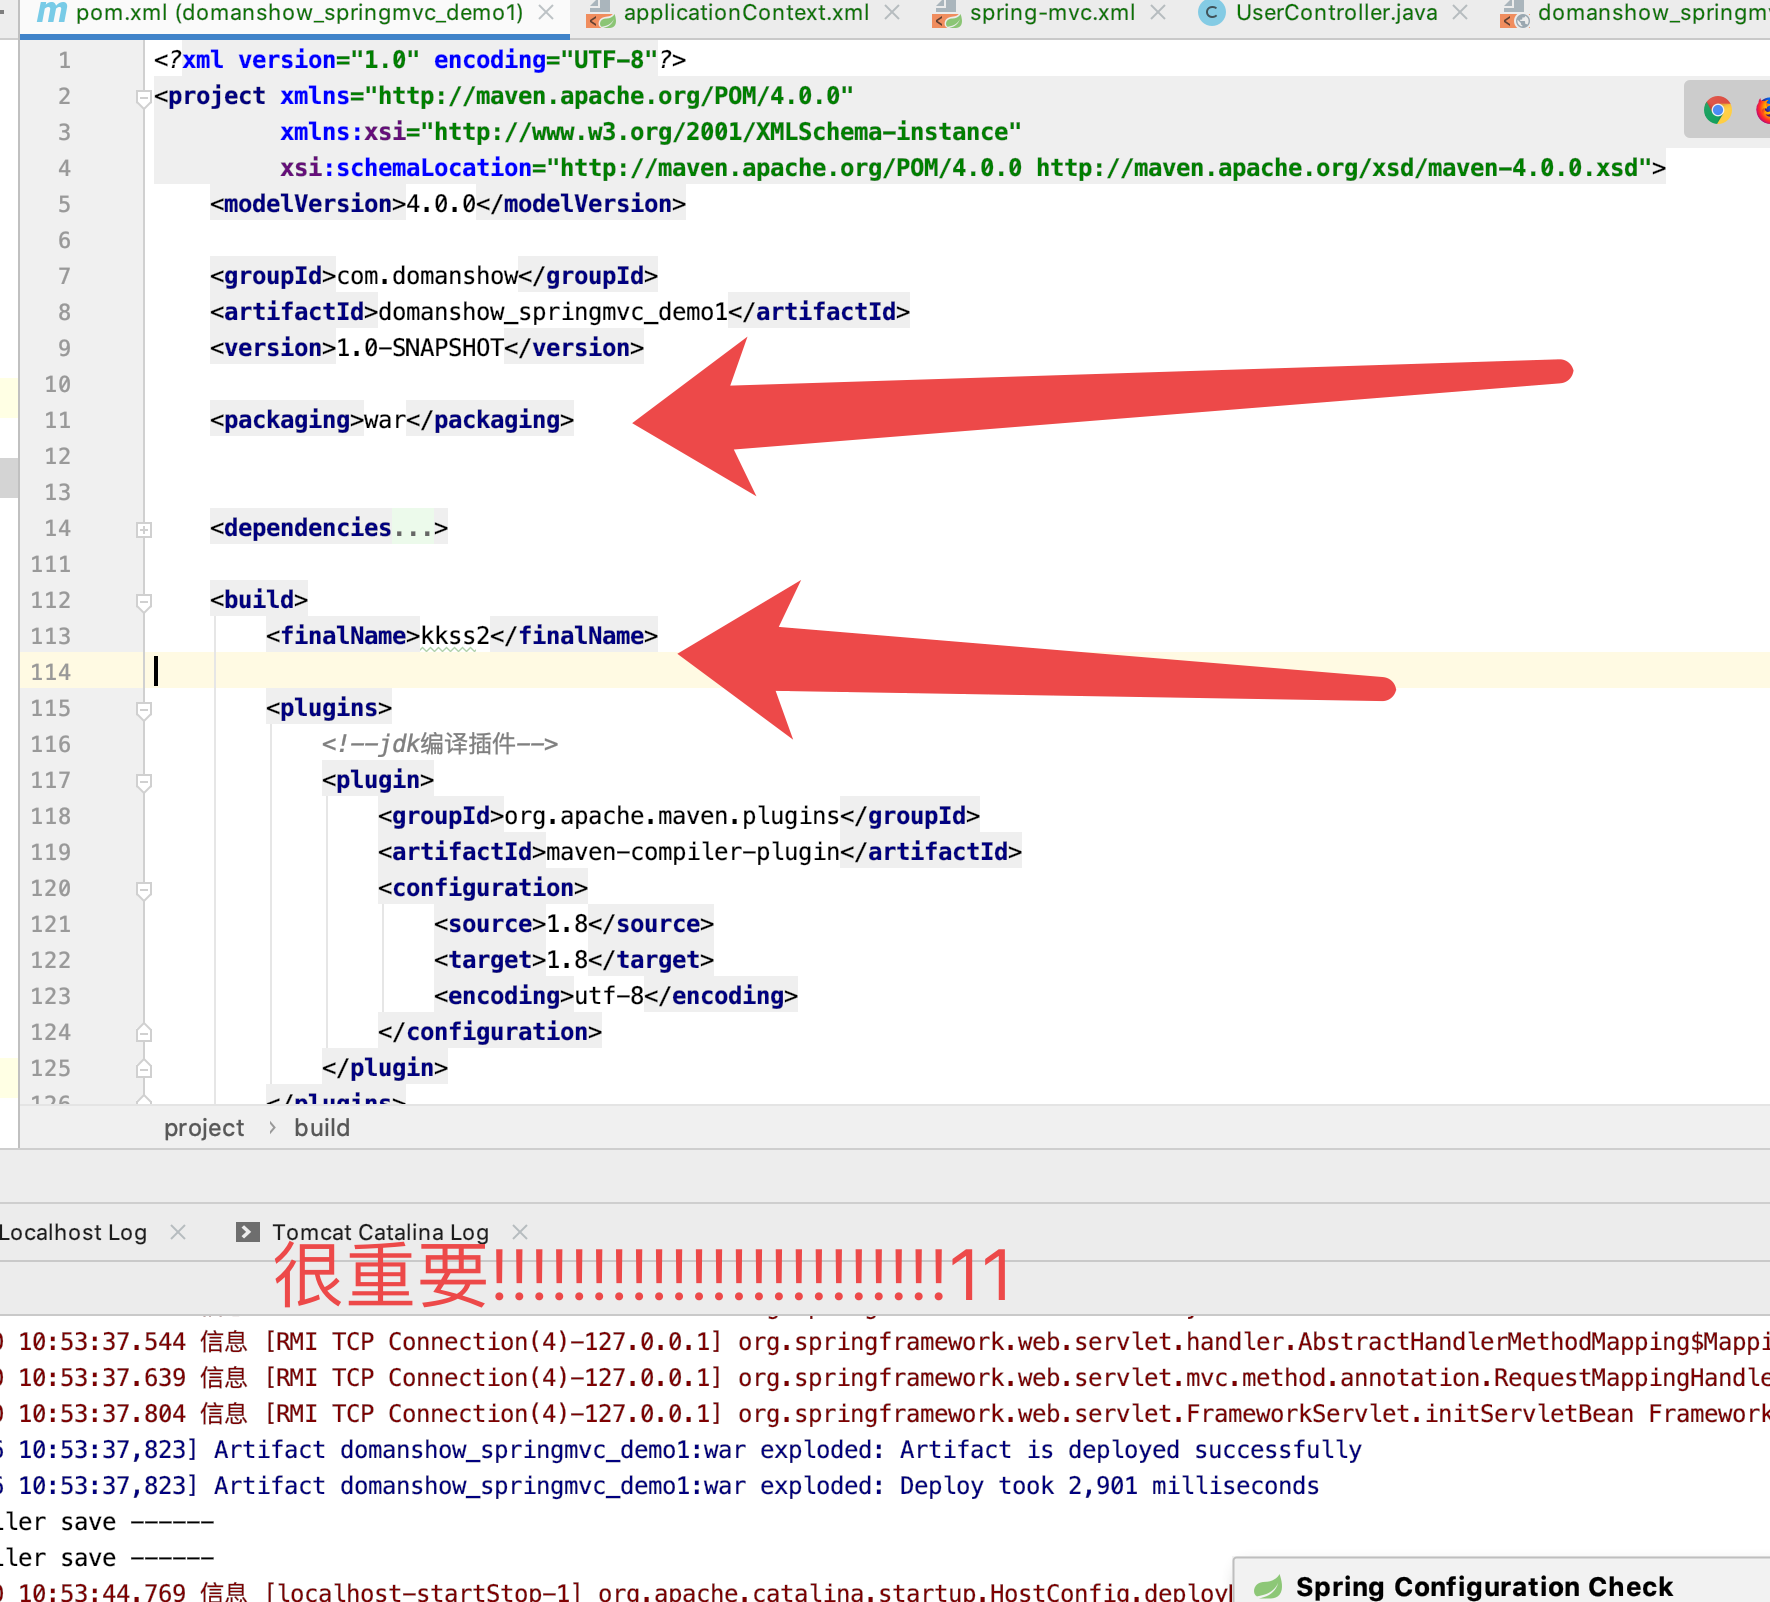 pom.xml (domanshow_springmvc_demo1) applicationContext.xml spring-mvc.xml UserController.java domanshow_springm
1 <?xml version="1.0" encoding="UTF-8"?>
2 <project xmlns="http://maven.apache.org/POM/4.0.0"
3 xmlns:xsi="http://www.w3.org/2001/XMLSchema-instance"
4 xsi:schemaLocation="http://maven.apache.org/POM/4.0.0 http://maven.apache.org/xsd/maven-4.0.0.xsd">
5 <modelVersion>4.0.0</modelVersion>
6
7 <groupId>com.domanshow</groupId>
8 <artifactId>domanshow_springmvc_demo1</artifactId>
9 <version>1.0-SNAPSHOT</version>
10
11 <packaging>war</packaging>
12
13
14 <dependencies...>
111
112 <build>
113 <finalName>kkss2</finalName>
114
115 <plugins>
116 <!--jdk编译插件-->
117 <plugin>
118 <groupId>org.apache.maven.plugins</groupId>
119 <artifactId>maven-compiler-plugin</artifactId>
120 <configuration>
121 <source>1.8</source>
122 <target>1.8</target>
123 <encoding>utf-8</encoding>
124 </configuration>
125 </plugin>
126 </plugins>
project › build
Localhost Log Tomcat Catalina Log
很重要!!!!!!!!!!!!!!!!!!!!!!!11
10:53:37.544 信息 [RMI TCP Connection(4)-127.0.0.1] org.springframework.web.servlet.handler.AbstractHandlerMethodMapping$Mappi
10:53:37.639 信息 [RMI TCP Connection(4)-127.0.0.1] org.springframework.web.servlet.mvc.method.annotation.RequestMappingHandle
10:53:37.804 信息 [RMI TCP Connection(4)-127.0.0.1] org.springframework.web.servlet.FrameworkServlet.initServletBean Framework
10:53:37,823] Artifact domanshow_springmvc_demo1:war exploded: Artifact is deployed successfully
10:53:37,823] Artifact domanshow_springmvc_demo1:war exploded: Deploy took 2,901 milliseconds
ller save ------
ller save ------
10:53:44.769 信息 [localhost-startStop-1] org.apache.catalina.startup.HostConfig.deploy
Spring Configuration Check